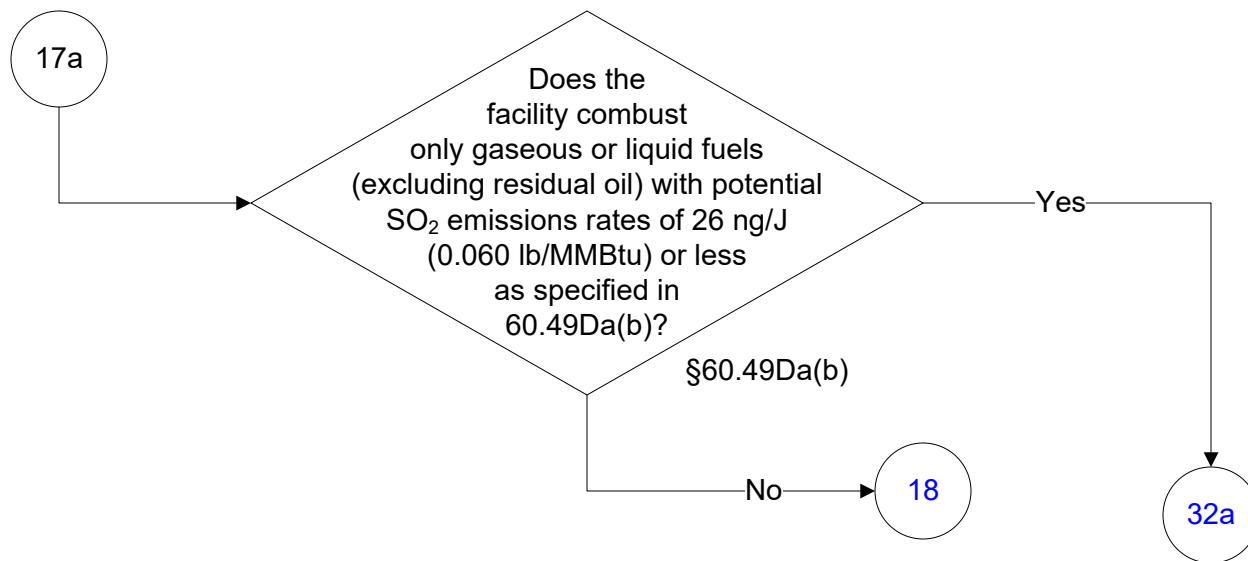 17a
Does the
facility combust
only gaseous or liquid fuels
(excluding residual oil) with potential
SO₂ emissions rates of 26 ng/J
(0.060 lb/MMBtu) or less
as specified in
60.49Da(b)?
Yes
§60.49Da(b)
No
18
32a